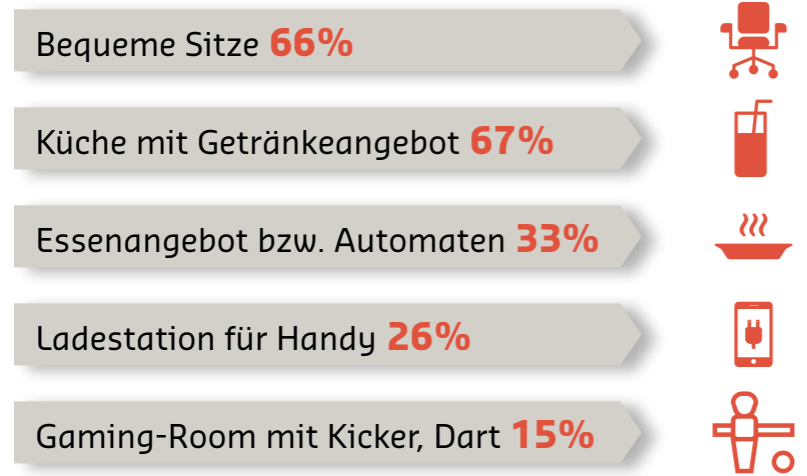 Bequeme Sitze 66%
Küche mit Getränkeangebot 67%
Essenangebot bzw. Automaten 33%
Ladestation für Handy 26%
Gaming-Room mit Kicker, Dart 15%